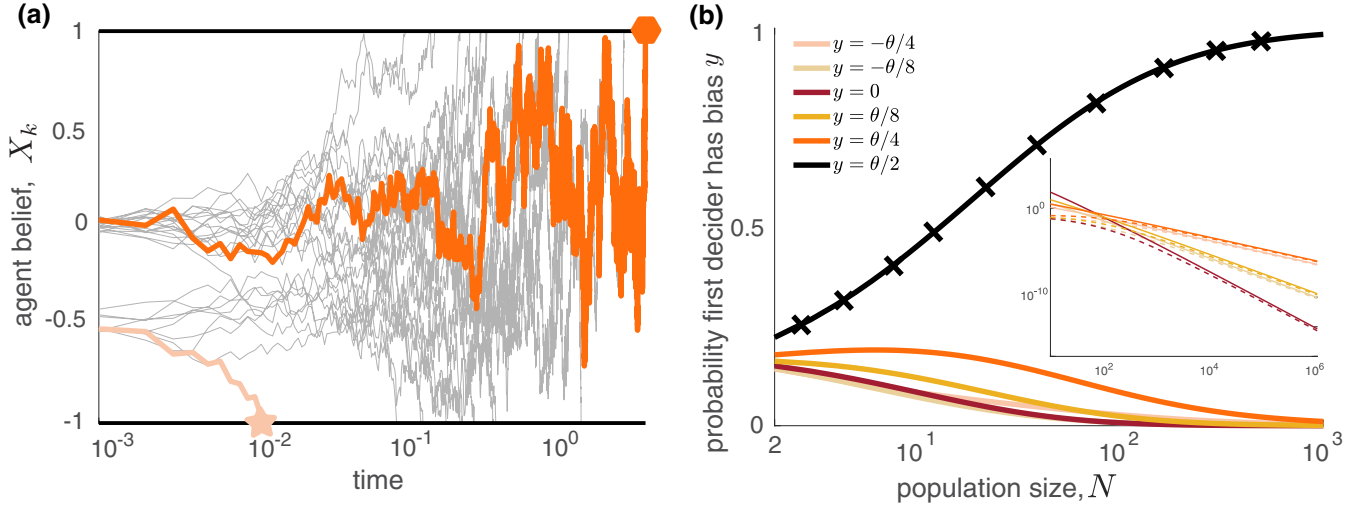 (a)
1
0.5
0
-0.5
-1
agent belief, X_k
10^-3
10^-2
10^-1
10^0
time
(b)
1
0.5
0
probability first decider has bias y
y = −θ/4
y = −θ/8
y = 0
y = θ/8
y = θ/4
y = θ/2
10^0
10^-10
10^2
10^4
10^6
2
10^1
10^2
10^3
population size, N